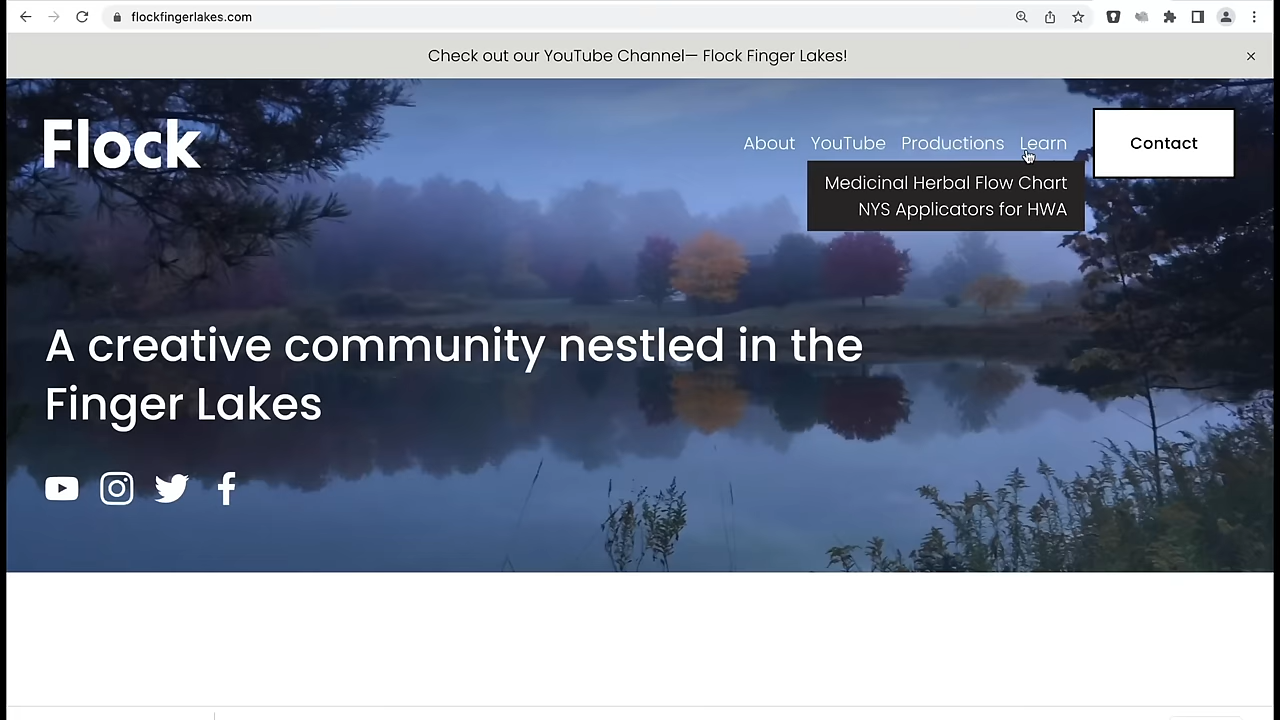 flockfingerlakes.com
Check out our YouTube Channel— Flock Finger Lakes!
Flock
About YouTube Productions Learn
Contact
Medicinal Herbal Flow Chart
NYS Applicators for HWA
A creative community nestled in the
Finger Lakes